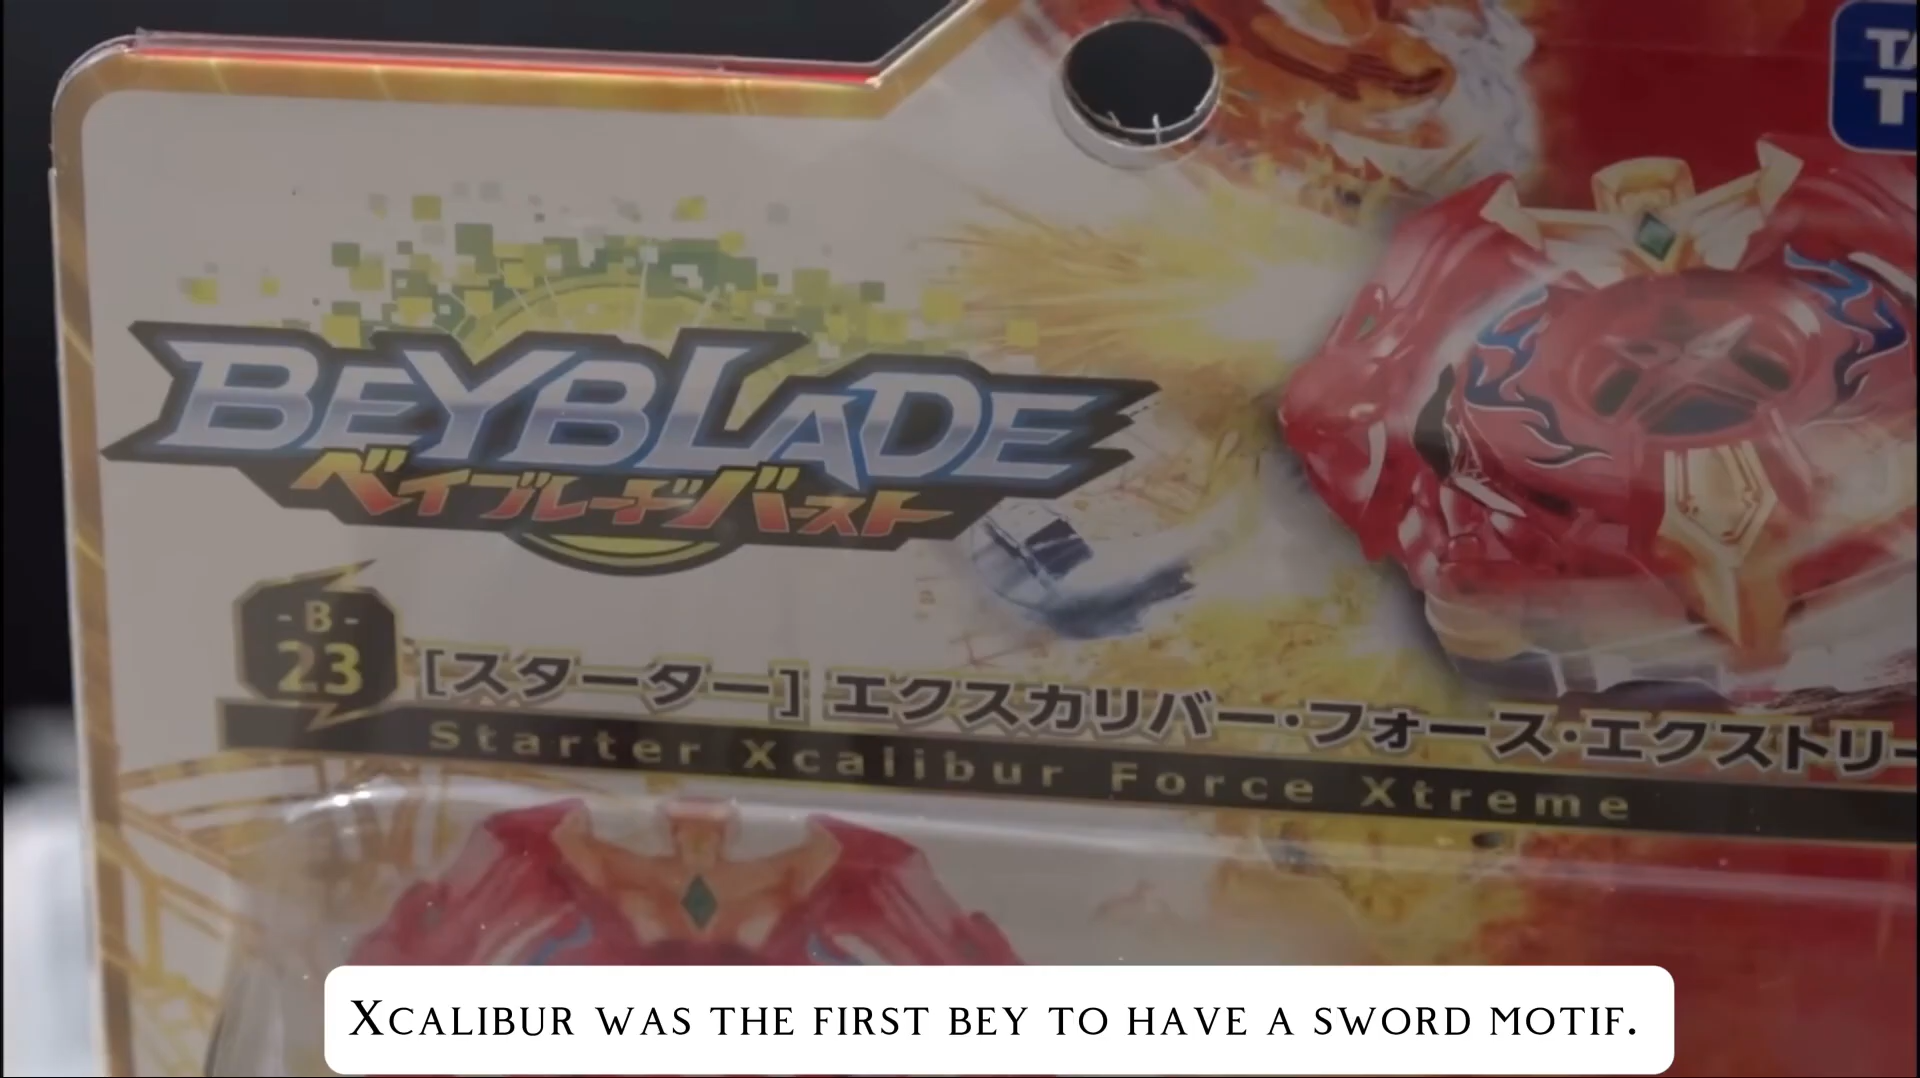 BEYBLADE
ベイブレードバースト
-B-
23
[スターター] エクスカリバー・フォース・エクストリー
Starter Xcalibur Force Xtreme
XCALIBUR WAS THE FIRST BEY TO HAVE A SWORD MOTIF.